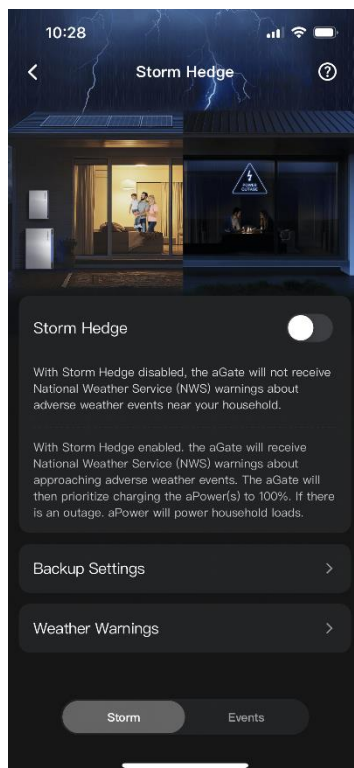 10:28
Storm Hedge
POWER
OUTAGE
Storm Hedge
With Storm Hedge disabled, the aGate will not receive
National Weather Service (NWS) warnings about
adverse weather events near your household.
With Storm Hedge enabled. the aGate will receive
National Weather Service (NWS) warnings about
approaching adverse weather events. The aGate will
then prioritize charging the aPower(s) to 100%. If there
is an outage. aPower will power household loads.
Backup Settings
Weather Warnings
Storm
Events